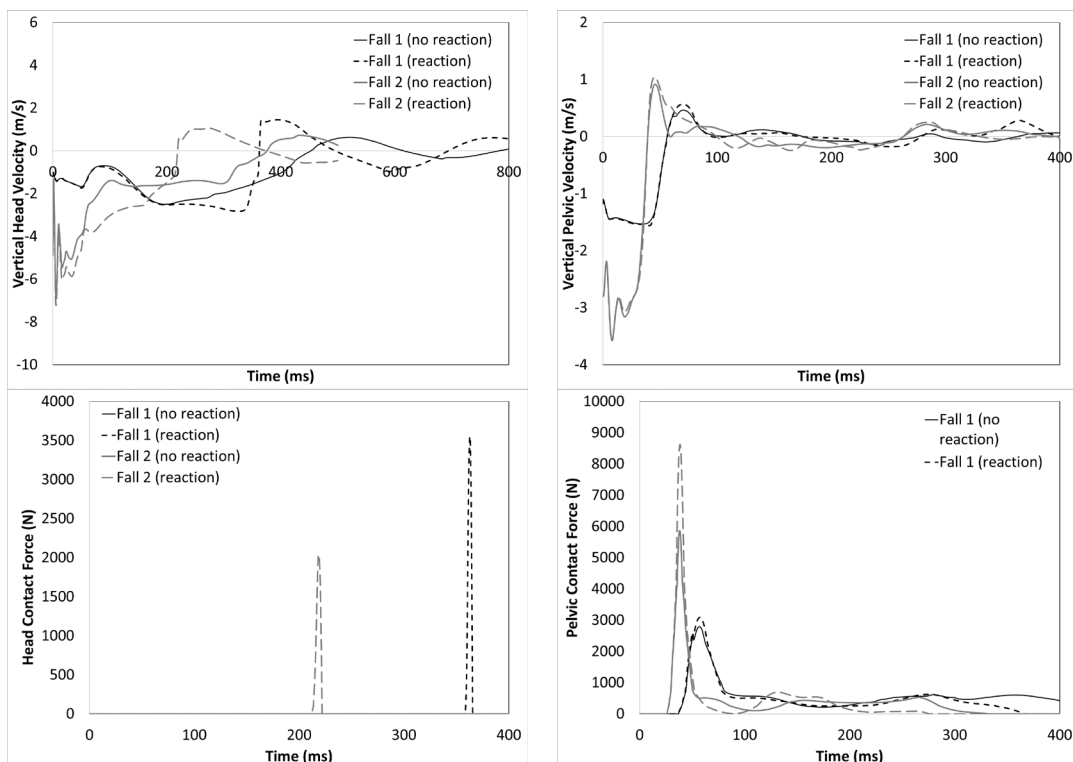 6
4
2
0
-2
-4
-6
-8
-10
0
200
400
600
800
Vertical Head Velocity (m/s)
Time (ms)
Fall 1 (no reaction)
Fall 1 (reaction)
Fall 2 (no reaction)
Fall 2 (reaction)
2
1
0
-1
-2
-3
-4
0
100
200
300
400
Vertical Pelvic Velocity (m/s)
Time (ms)
Fall 1 (no reaction)
Fall 1 (reaction)
Fall 2 (no reaction)
Fall 2 (reaction)
4000
3500
3000
2500
2000
1500
1000
500
0
0
100
200
300
400
Head Contact Force (N)
Time (ms)
Fall 1 (no reaction)
Fall 1 (reaction)
Fall 2 (no reaction)
Fall 2 (reaction)
10000
9000
8000
7000
6000
5000
4000
3000
2000
1000
0
0
100
200
300
400
Pelvic Contact Force (N)
Time (ms)
Fall 1 (no
reaction)
Fall 1 (reaction)